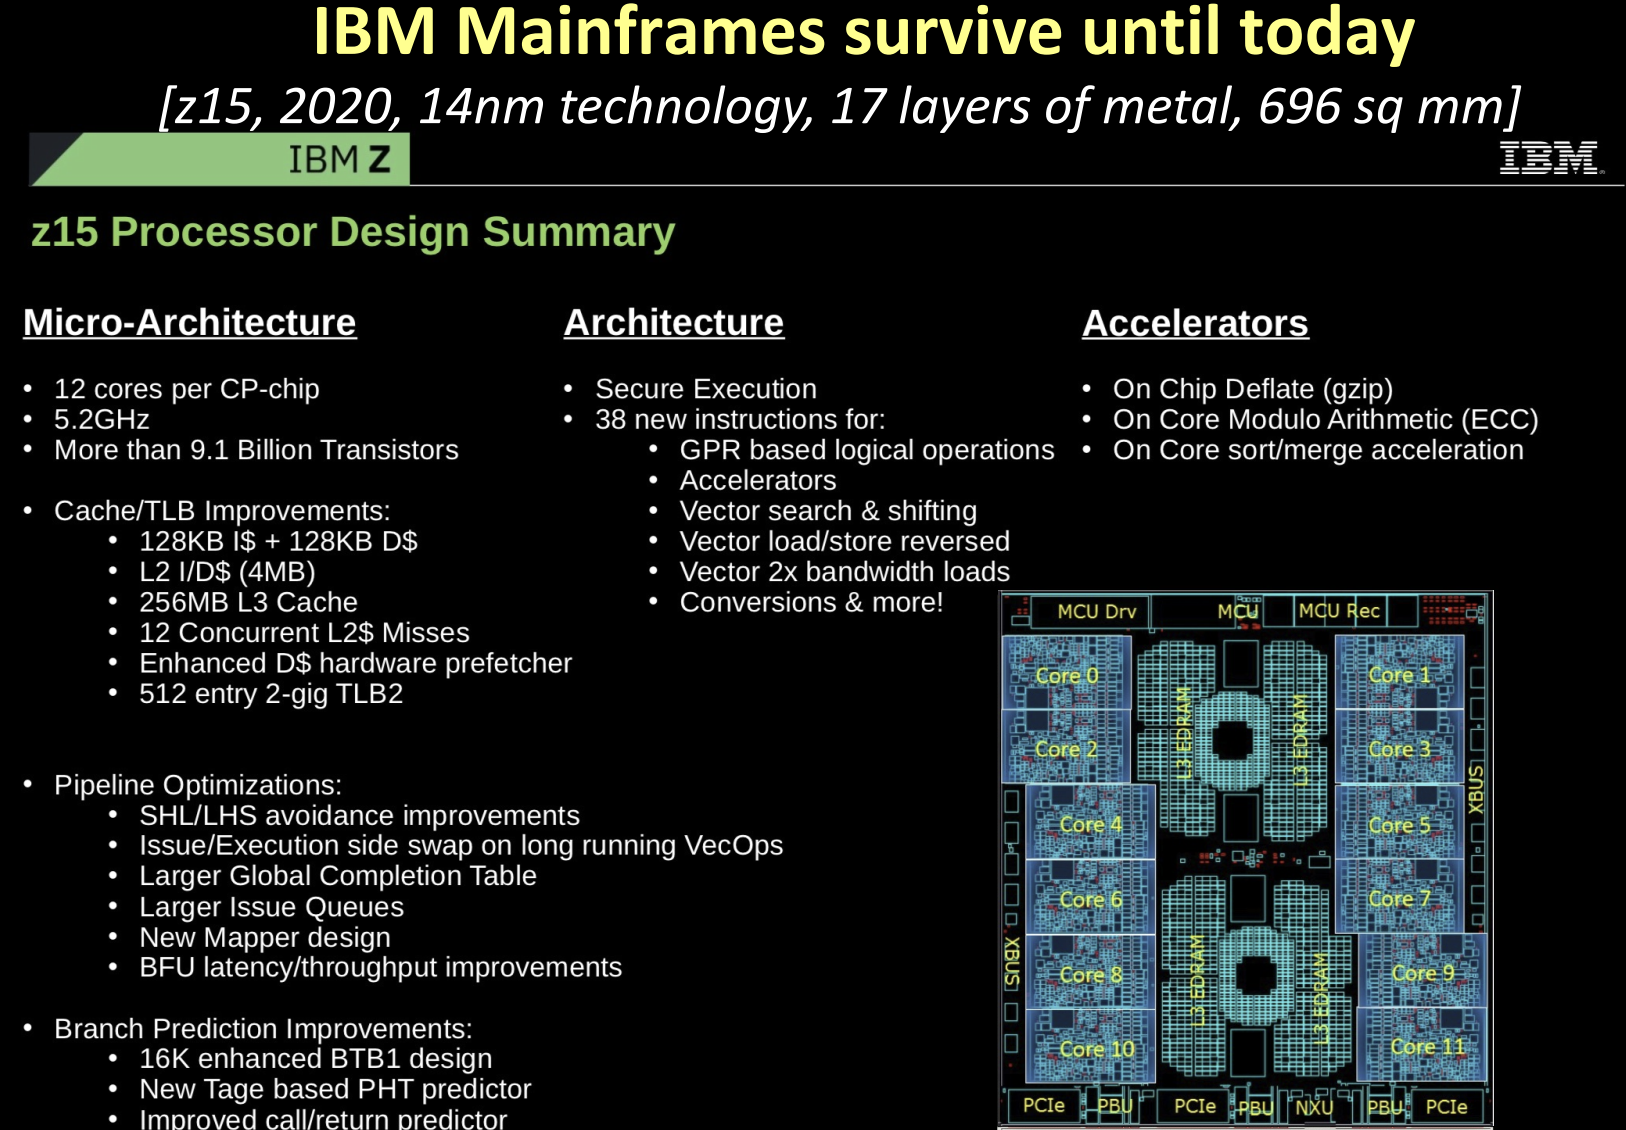 IBM Mainframes survive until today
[z15, 2020, 14nm technology, 17 layers of metal, 696 sq mm]
IBM Z
IBM
z15 Processor Design Summary
Micro-Architecture
• 12 cores per CP-chip
• 5.2GHz
• More than 9.1 Billion Transistors
• Cache/TLB Improvements:
• 128KB I$ + 128KB D$
• L2 I/D$ (4MB)
• 256MB L3 Cache
• 12 Concurrent L2$ Misses
• Enhanced D$ hardware prefetcher
• 512 entry 2-gig TLB2
• Pipeline Optimizations:
• SHL/LHS avoidance improvements
• Issue/Execution side swap on long running VecOps
• Larger Global Completion Table
• Larger Issue Queues
• New Mapper design
• BFU latency/throughput improvements
• Branch Prediction Improvements:
• 16K enhanced BTB1 design
• New Tage based PHT predictor
• Improved call/return predictor
Architecture
• Secure Execution
• 38 new instructions for:
• GPR based logical operations
• Accelerators
• Vector search & shifting
• Vector load/store reversed
• Vector 2x bandwidth loads
• Conversions & more!
Accelerators
• On Chip Deflate (gzip)
• On Core Modulo Arithmetic (ECC)
• On Core sort/merge acceleration
MCU Drv MCU MCU Rec
Core 0
Core 1
L3 EDRAM
L3 EDRAM
Core 2
Core 3
XBUS
Core 4
Core 5
Core 6
Core 7
XBUS
L3 EDRAM
L3 EDRAM
Core 8
Core 9
Core 10
Core 11
PCIe PBU PCIe PBU NXU PBU PCIe